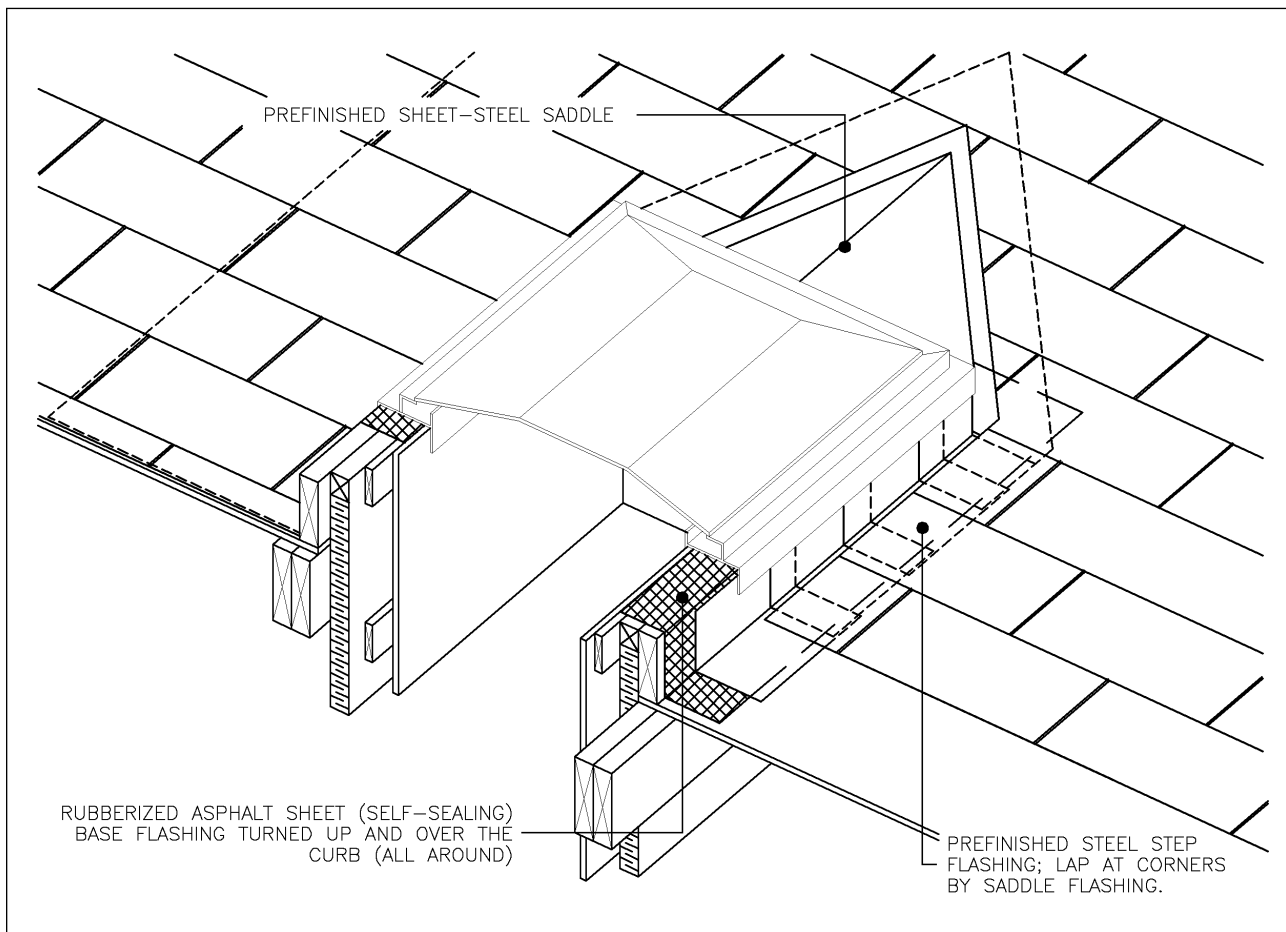 PREFINISHED SHEET-STEEL SADDLE
RUBBERIZED ASPHALT SHEET (SELF-SEALING)
BASE FLASHING TURNED UP AND OVER THE
CURB (ALL AROUND)
PREFINISHED STEEL STEP
FLASHING; LAP AT CORNERS
BY SADDLE FLASHING.